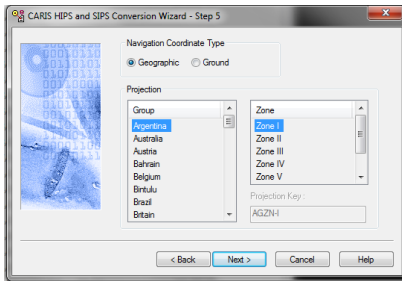 CARIS HIPS and SIPS Conversion Wizard - Step 5
Navigation Coordinate Type
Geographic Ground
Projection
Group
Argentina
Australia
Austria
Bahrain
Belgium
Bintulu
Brazil
Britain
Zone
Zone I
Zone II
Zone III
Zone IV
Zone V
Projection Key
AGZN-I
< Back Next > Cancel Help